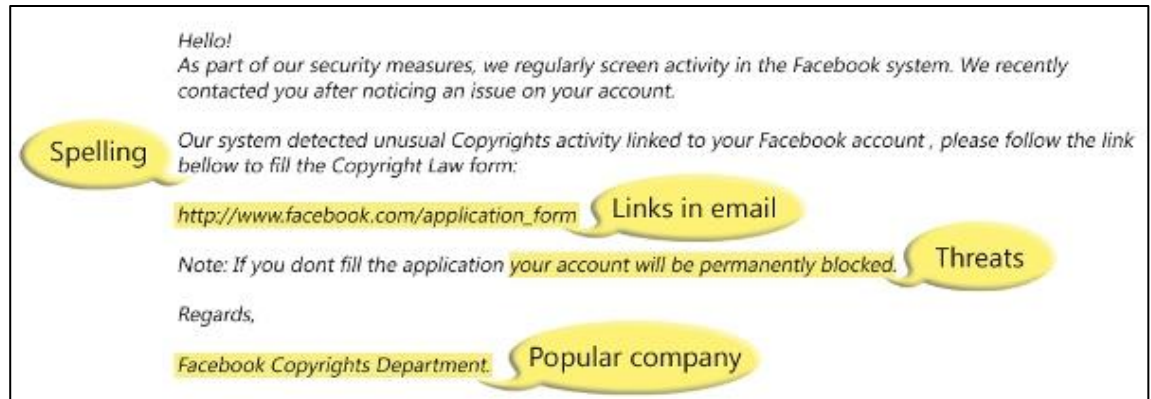 Hello!
As part of our security measures, we regularly screen activity in the Facebook system. We recently
contacted you after noticing an issue on your account.
Spelling
Our system detected unusual Copyrights activity linked to your Facebook account , please follow the link
bellow to fill the Copyright Law form:
http://www.facebook.com/application_form
Links in email
Note: If you dont fill the application your account will be permanently blocked.
Threats
Regards,
Facebook Copyrights Department.
Popular company